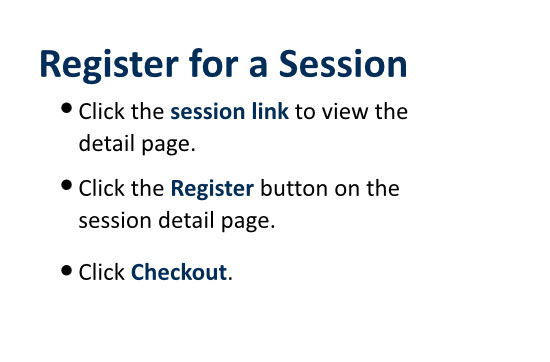 Register for a Session
• Click the session link to view the
detail page.
• Click the Register button on the
session detail page.
• Click Checkout.